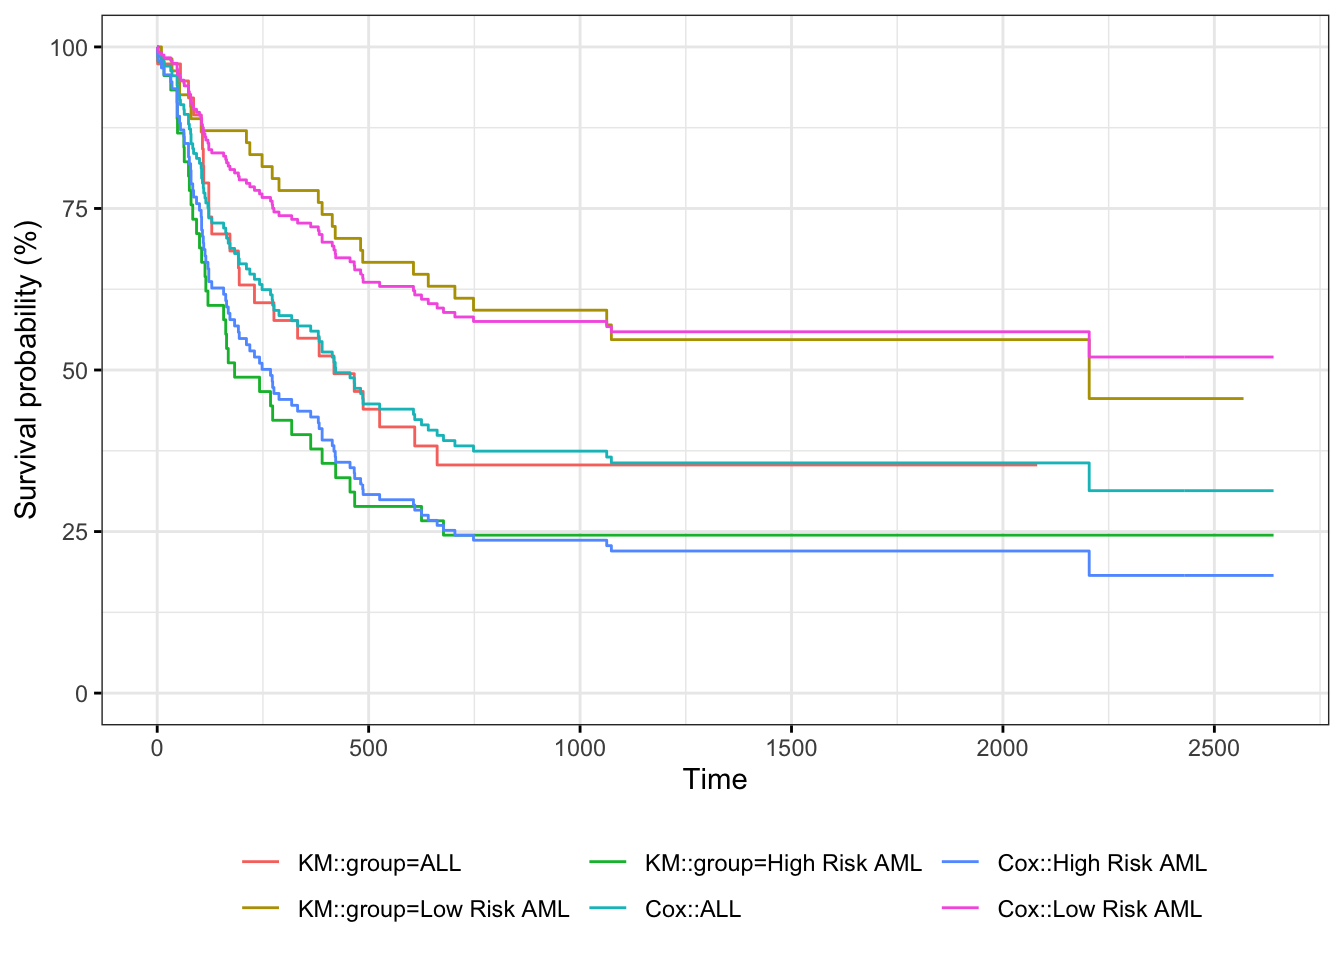 Survival probability (%)
100
75
50
25
0
0 500 1000 1500 2000 2500
Time
KM::group=ALL KM::group=High Risk AML Cox::High Risk AML
KM::group=Low Risk AML Cox::ALL Cox::Low Risk AML